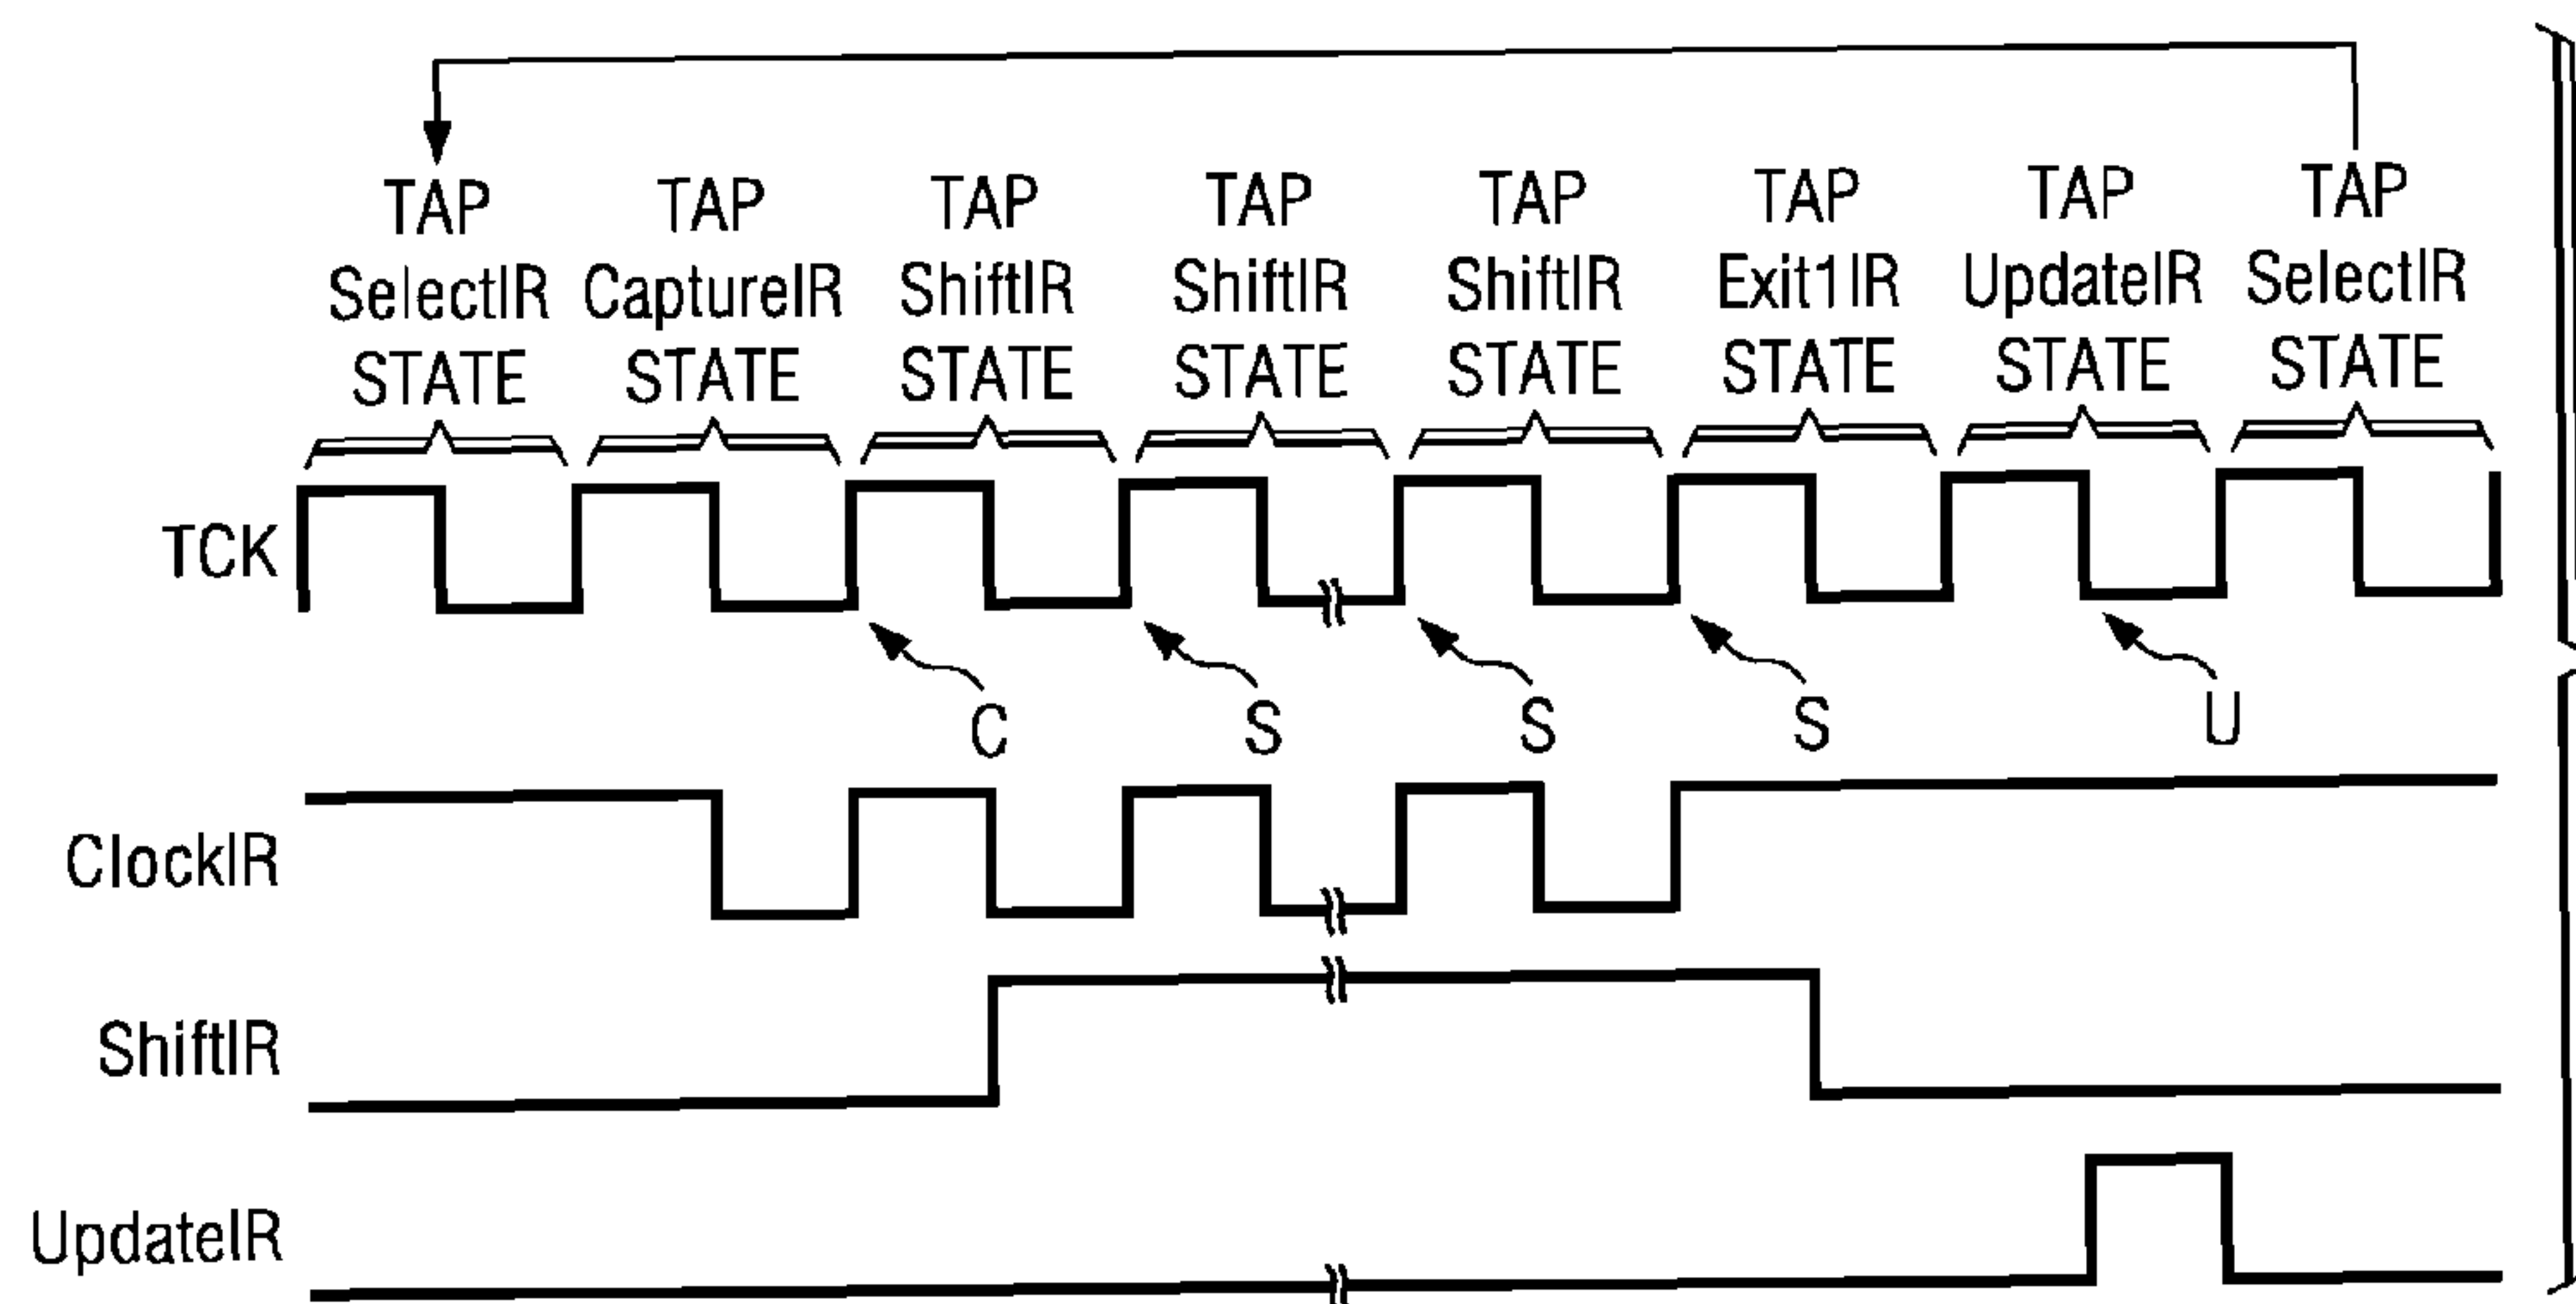 TAP TAP TAP TAP TAP TAP TAP TAP
SelectIR CaptureIR ShiftIR ShiftIR ShiftIR Exit1IR UpdateIR SelectIR
STATE STATE STATE STATE STATE STATE STATE STATE
TCK
C S S S U
ClockIR
ShiftIR
UpdateIR